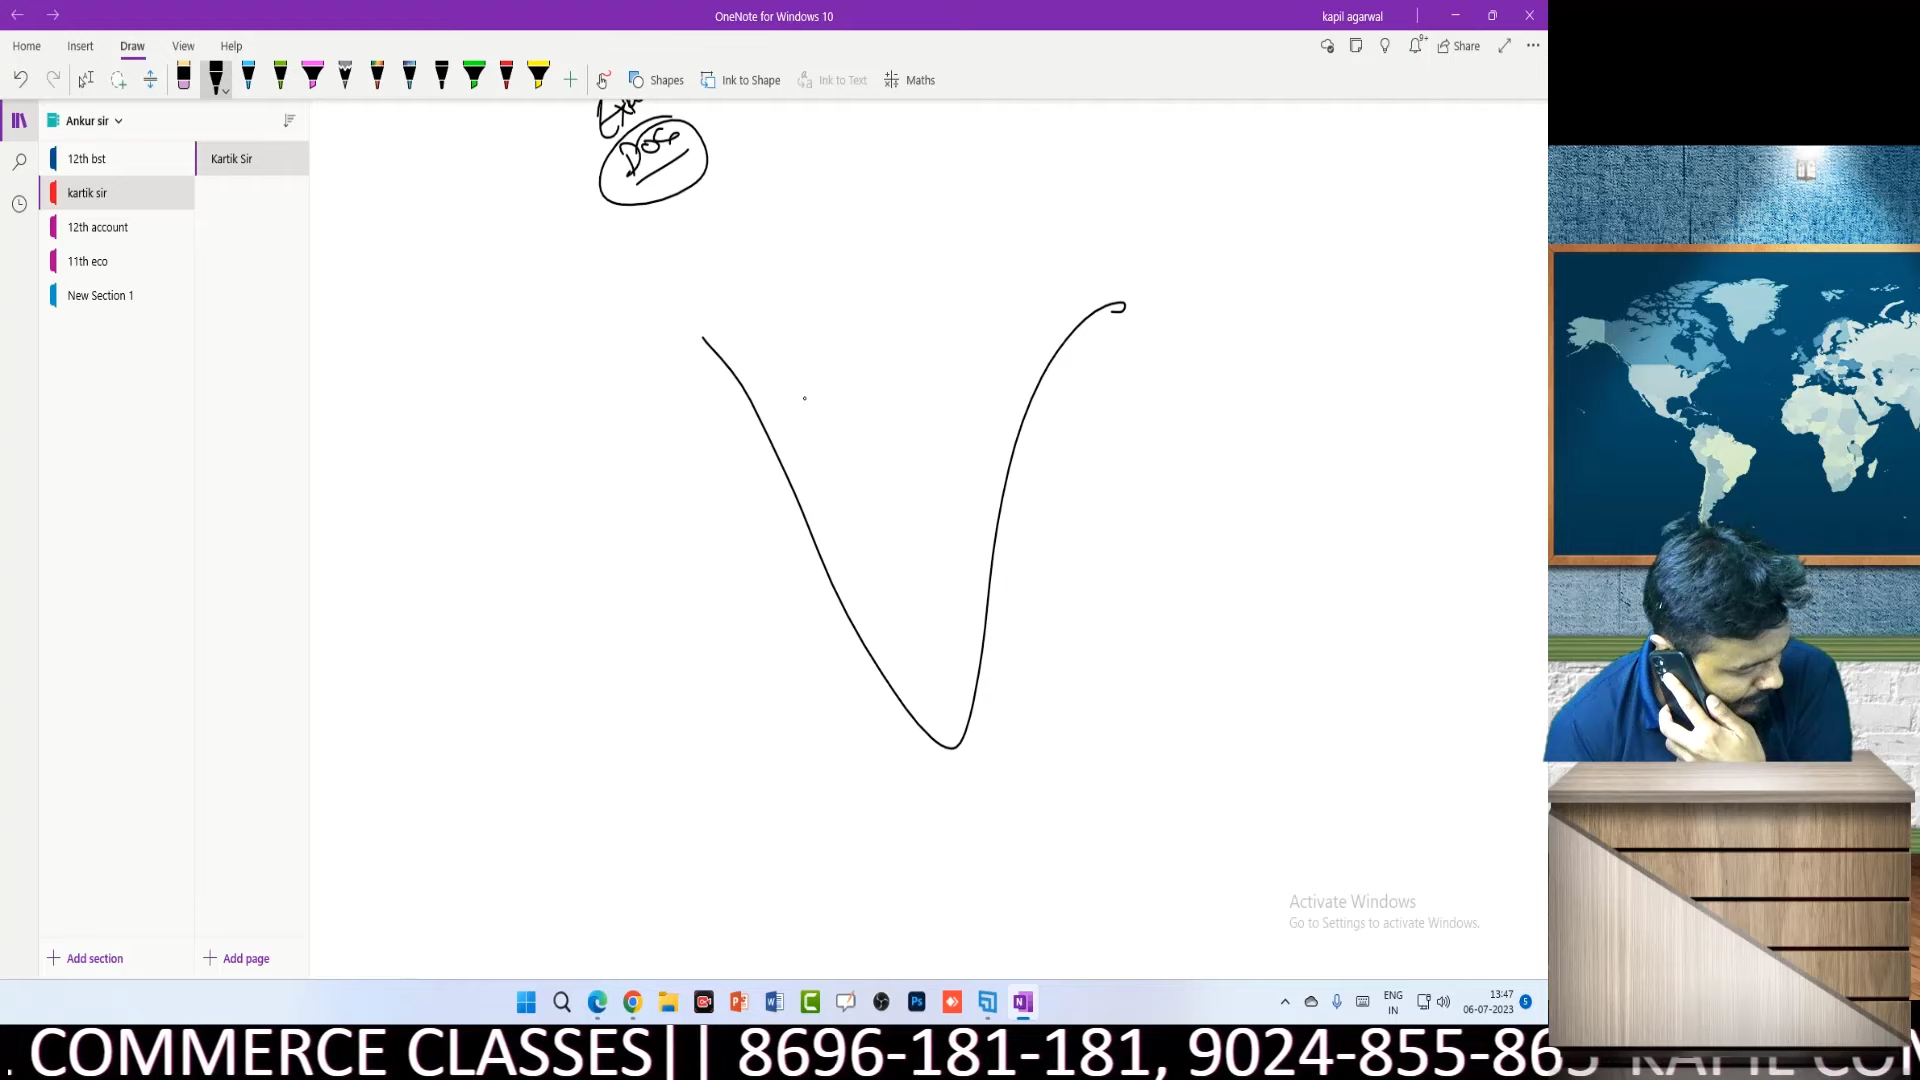 OneNote for Windows 10
kapil agarwal
Home Insert Draw View Help
9+ Share
Shapes Ink to Shape Ink to Text Maths
Ankur sir
12th bst
Kartik Sir
kartik sir
12th account
11th eco
New Section 1
Activate Windows
Go to Settings to activate Windows.
Add section
Add page
ENG
IN
13:47
06-07-2023
5
. COMMERCE CLASSES|| 8696-181-181, 9024-855-865